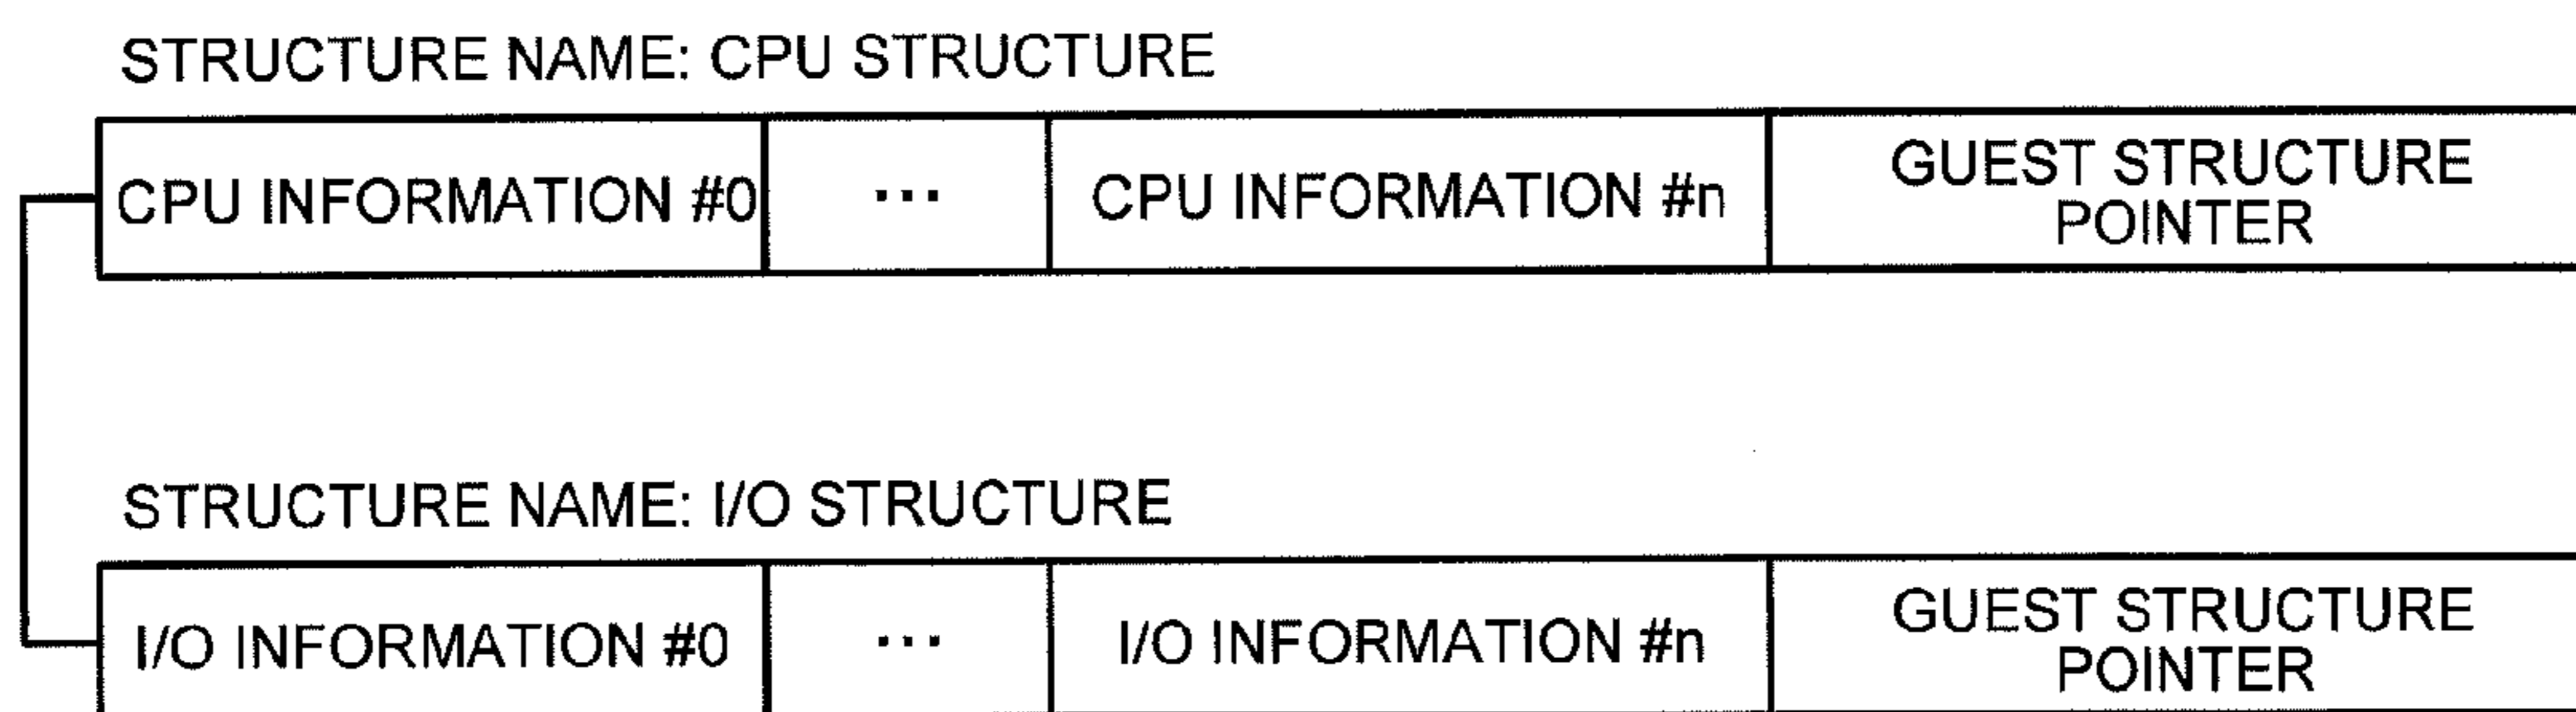 STRUCTURE NAME: CPU STRUCTURE
CPU INFORMATION #0 ... CPU INFORMATION #n GUEST STRUCTURE
POINTER
STRUCTURE NAME: I/O STRUCTURE
I/O INFORMATION #0 ... I/O INFORMATION #n GUEST STRUCTURE
POINTER